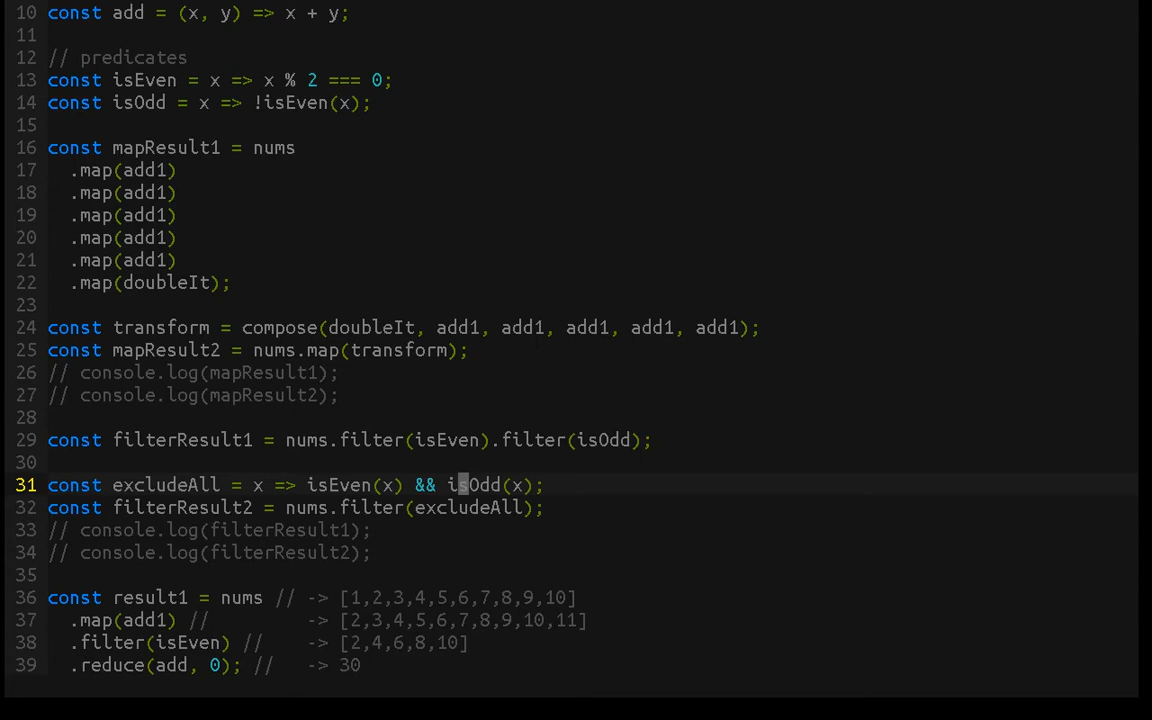 10 const add = (x, y) => x + y;
11
12 // predicates
13 const isEven = x => x % 2 === 0;
14 const isOdd = x => !isEven(x);
15
16 const mapResult1 = nums
17   .map(add1)
18   .map(add1)
19   .map(add1)
20   .map(add1)
21   .map(add1)
22   .map(doubleIt);
23
24 const transform = compose(doubleIt, add1, add1, add1, add1, add1);
25 const mapResult2 = nums.map(transform);
26 // console.log(mapResult1);
27 // console.log(mapResult2);
28
29 const filterResult1 = nums.filter(isEven).filter(isOdd);
30
31 const excludeAll = x => isEven(x) && isOdd(x);
32 const filterResult2 = nums.filter(excludeAll);
33 // console.log(filterResult1);
34 // console.log(filterResult2);
35
36 const result1 = nums // -> [1,2,3,4,5,6,7,8,9,10]
37   .map(add1) //         -> [2,3,4,5,6,7,8,9,10,11]
38   .filter(isEven) //    -> [2,4,6,8,10]
39   .reduce(add, 0); //   -> 30